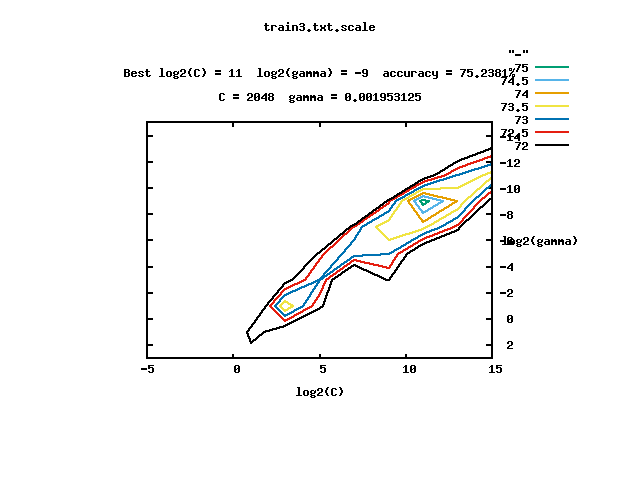 train3.txt.scale
"-"
Best log2(C) = 11  log2(gamma) = -9  accuracy = 75.2381%
75
74.5
C = 2048  gamma = 0.001953125
74
73.5
73
72.5
72
-14
-12
-10
-8
-6
log2(gamma)
-4
-2
0
2
-5 0 5 10 15
log2(C)